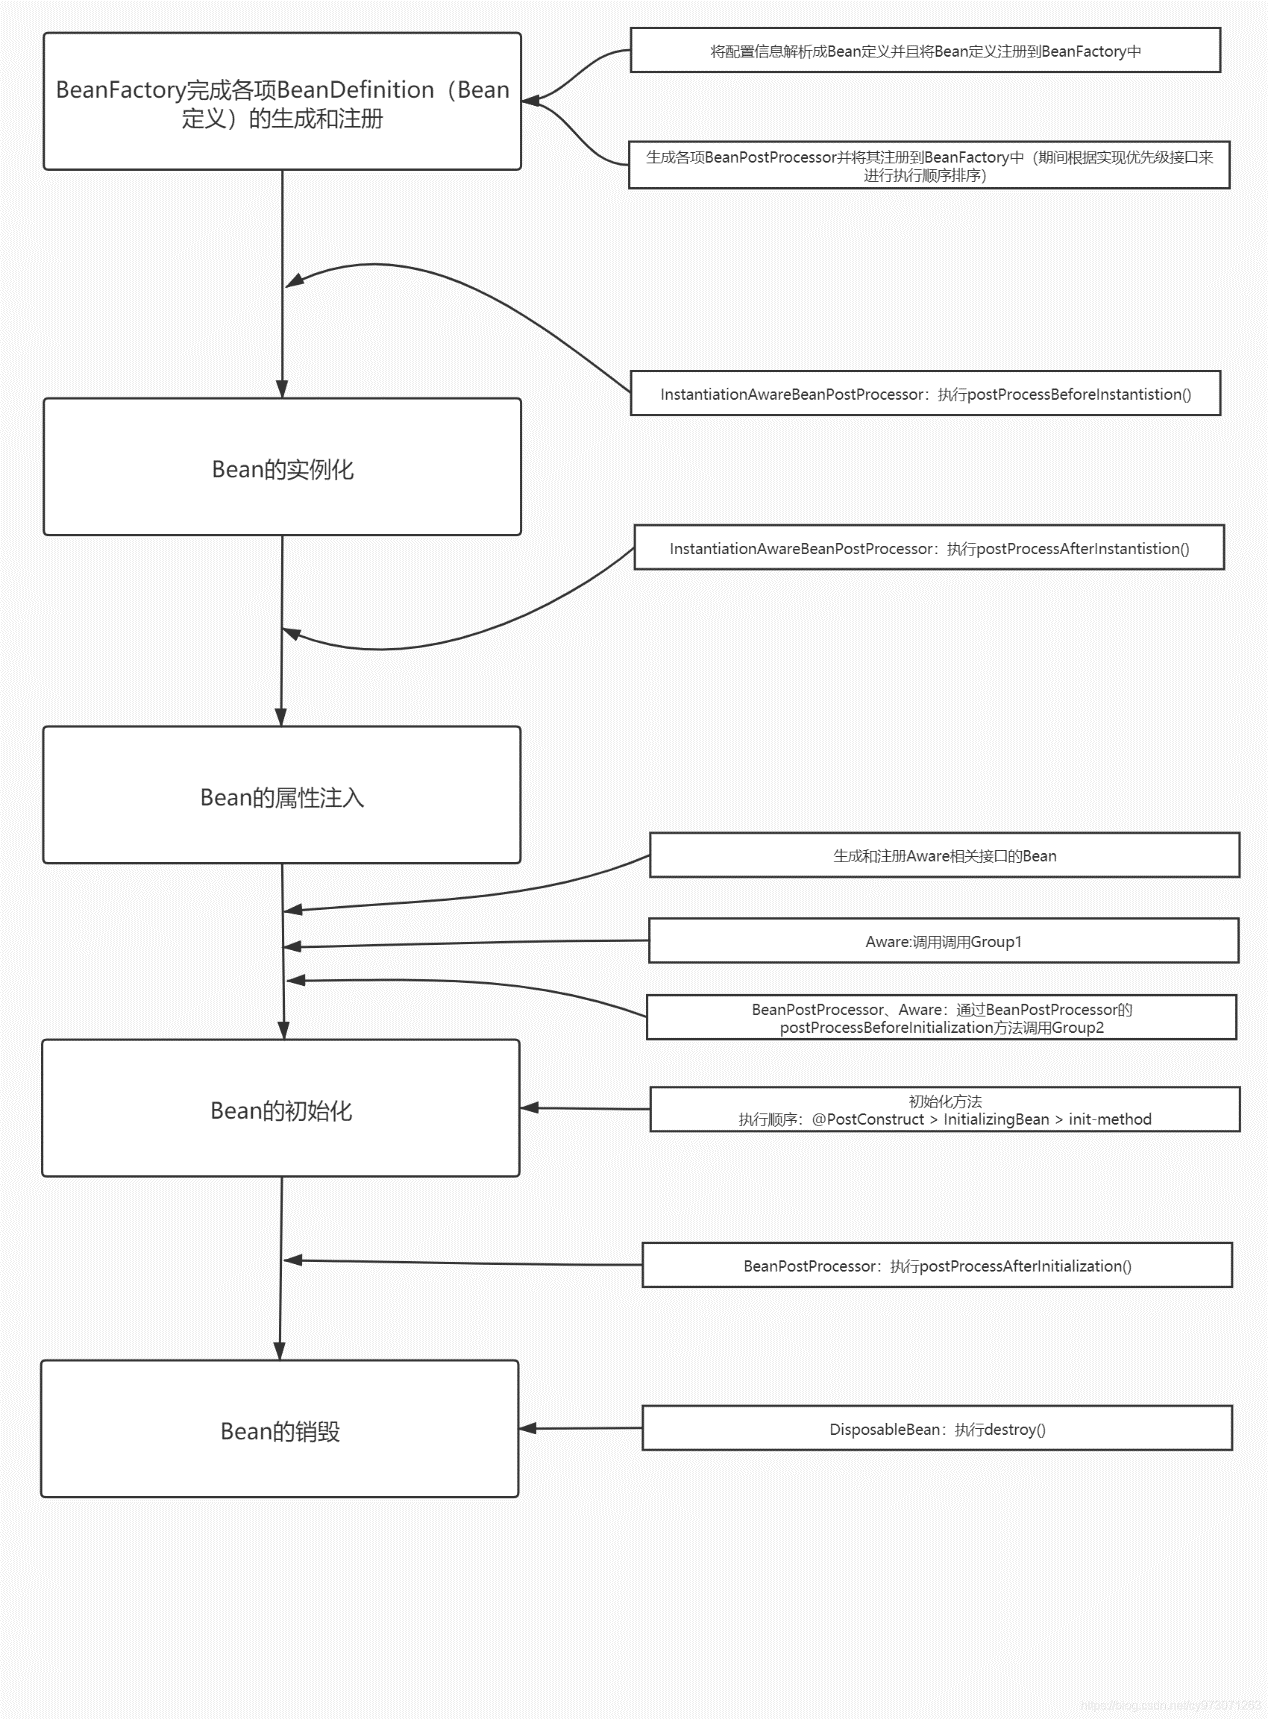 将配置信息解析成Bean定义并且将Bean定义注册到BeanFactory中
BeanFactory完成各项BeanDefinition（Bean
定义）的生成和注册
生成各项BeanPostProcessor并将其注册到BeanFactory中（期间根据实现优先级接口来
进行执行顺序排序）
InstantiationAwareBeanPostProcessor：执行postProcessBeforeInstantistion()
Bean的实例化
InstantiationAwareBeanPostProcessor：执行postProcessAfterInstantistion()
Bean的属性注入
生成和注册Aware相关接口的Bean
Aware:调用调用Group1
BeanPostProcessor、Aware：通过BeanPostProcessor的
postProcessBeforeInitialization方法调用Group2
Bean的初始化
初始化方法
执行顺序：@PostConstruct > InitializingBean > init-method
BeanPostProcessor：执行postProcessAfterInitialization()
Bean的销毁
DisposableBean：执行destroy()
https://blog.csdn.net/cy973071263